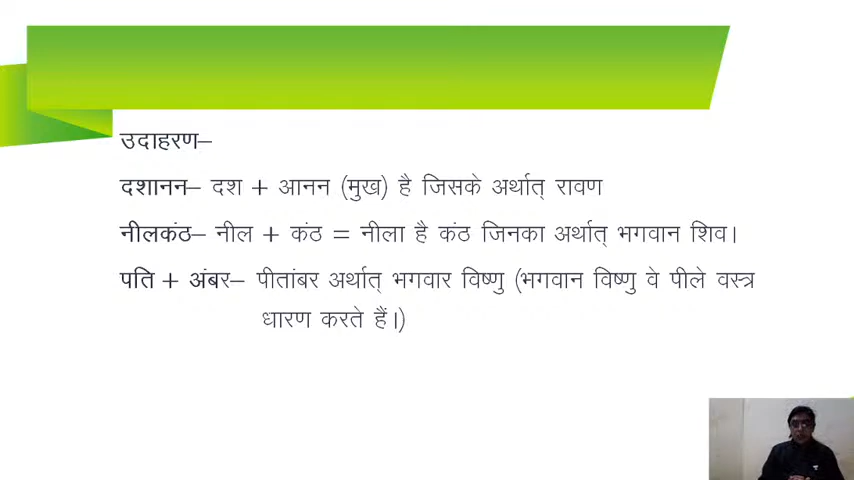 उदाहरण–
दशानन– दश + आनन (मुख) है जिसके अर्थात् रावण
नीलकंठ– नील + कंठ = नीला है कंठ जिनका अर्थात् भगवान शिव।
पति + अंबर– पीतांबर अर्थात् भगवार विष्णु (भगवान विष्णु वे पीले वस्त्र
धारण करते हैं।)